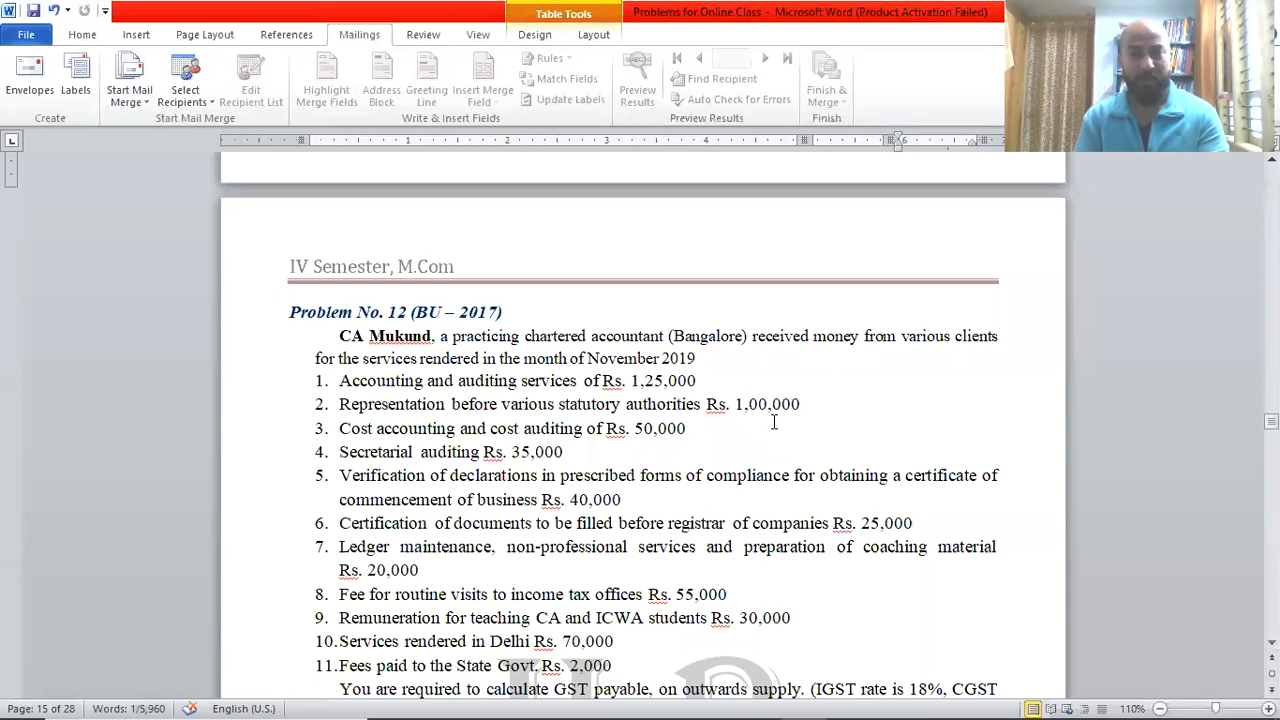 Table Tools
Problems for Online Class - Microsoft Word (Product Activation Failed)
File
Home
Insert
Page Layout
References
Mailings
Review
View
Design
Layout
Envelopes
Labels
Start Mail
Merge
Select
Recipients
Edit
Recipient List
Highlight
Merge Fields
Address
Block
Greeting
Line
Insert Merge
Field
Rules
Match Fields
Update Labels
Preview
Results
Find Recipient
Auto Check for Errors
Finish &
Merge
Create
Start Mail Merge
Write & Insert Fields
Preview Results
Finish
1 2 3 4 5 6
IV Semester, M.Com
Problem No. 12 (BU – 2017)
CA Mukund, a practicing chartered accountant (Bangalore) received money from various clients
for the services rendered in the month of November 2019
1. Accounting and auditing services of Rs. 1,25,000
2. Representation before various statutory authorities Rs. 1,00,000
3. Cost accounting and cost auditing of Rs. 50,000
4. Secretarial auditing Rs. 35,000
5. Verification of declarations in prescribed forms of compliance for obtaining a certificate of
commencement of business Rs. 40,000
6. Certification of documents to be filled before registrar of companies Rs. 25,000
7. Ledger maintenance, non-professional services and preparation of coaching material
Rs. 20,000
8. Fee for routine visits to income tax offices Rs. 55,000
9. Remuneration for teaching CA and ICWA students Rs. 30,000
10. Services rendered in Delhi Rs. 70,000
11. Fees paid to the State Govt. Rs. 2,000
You are required to calculate GST payable, on outwards supply. (IGST rate is 18%, CGST
Page: 15 of 28
Words: 1/5,960
English (U.S.)
110%